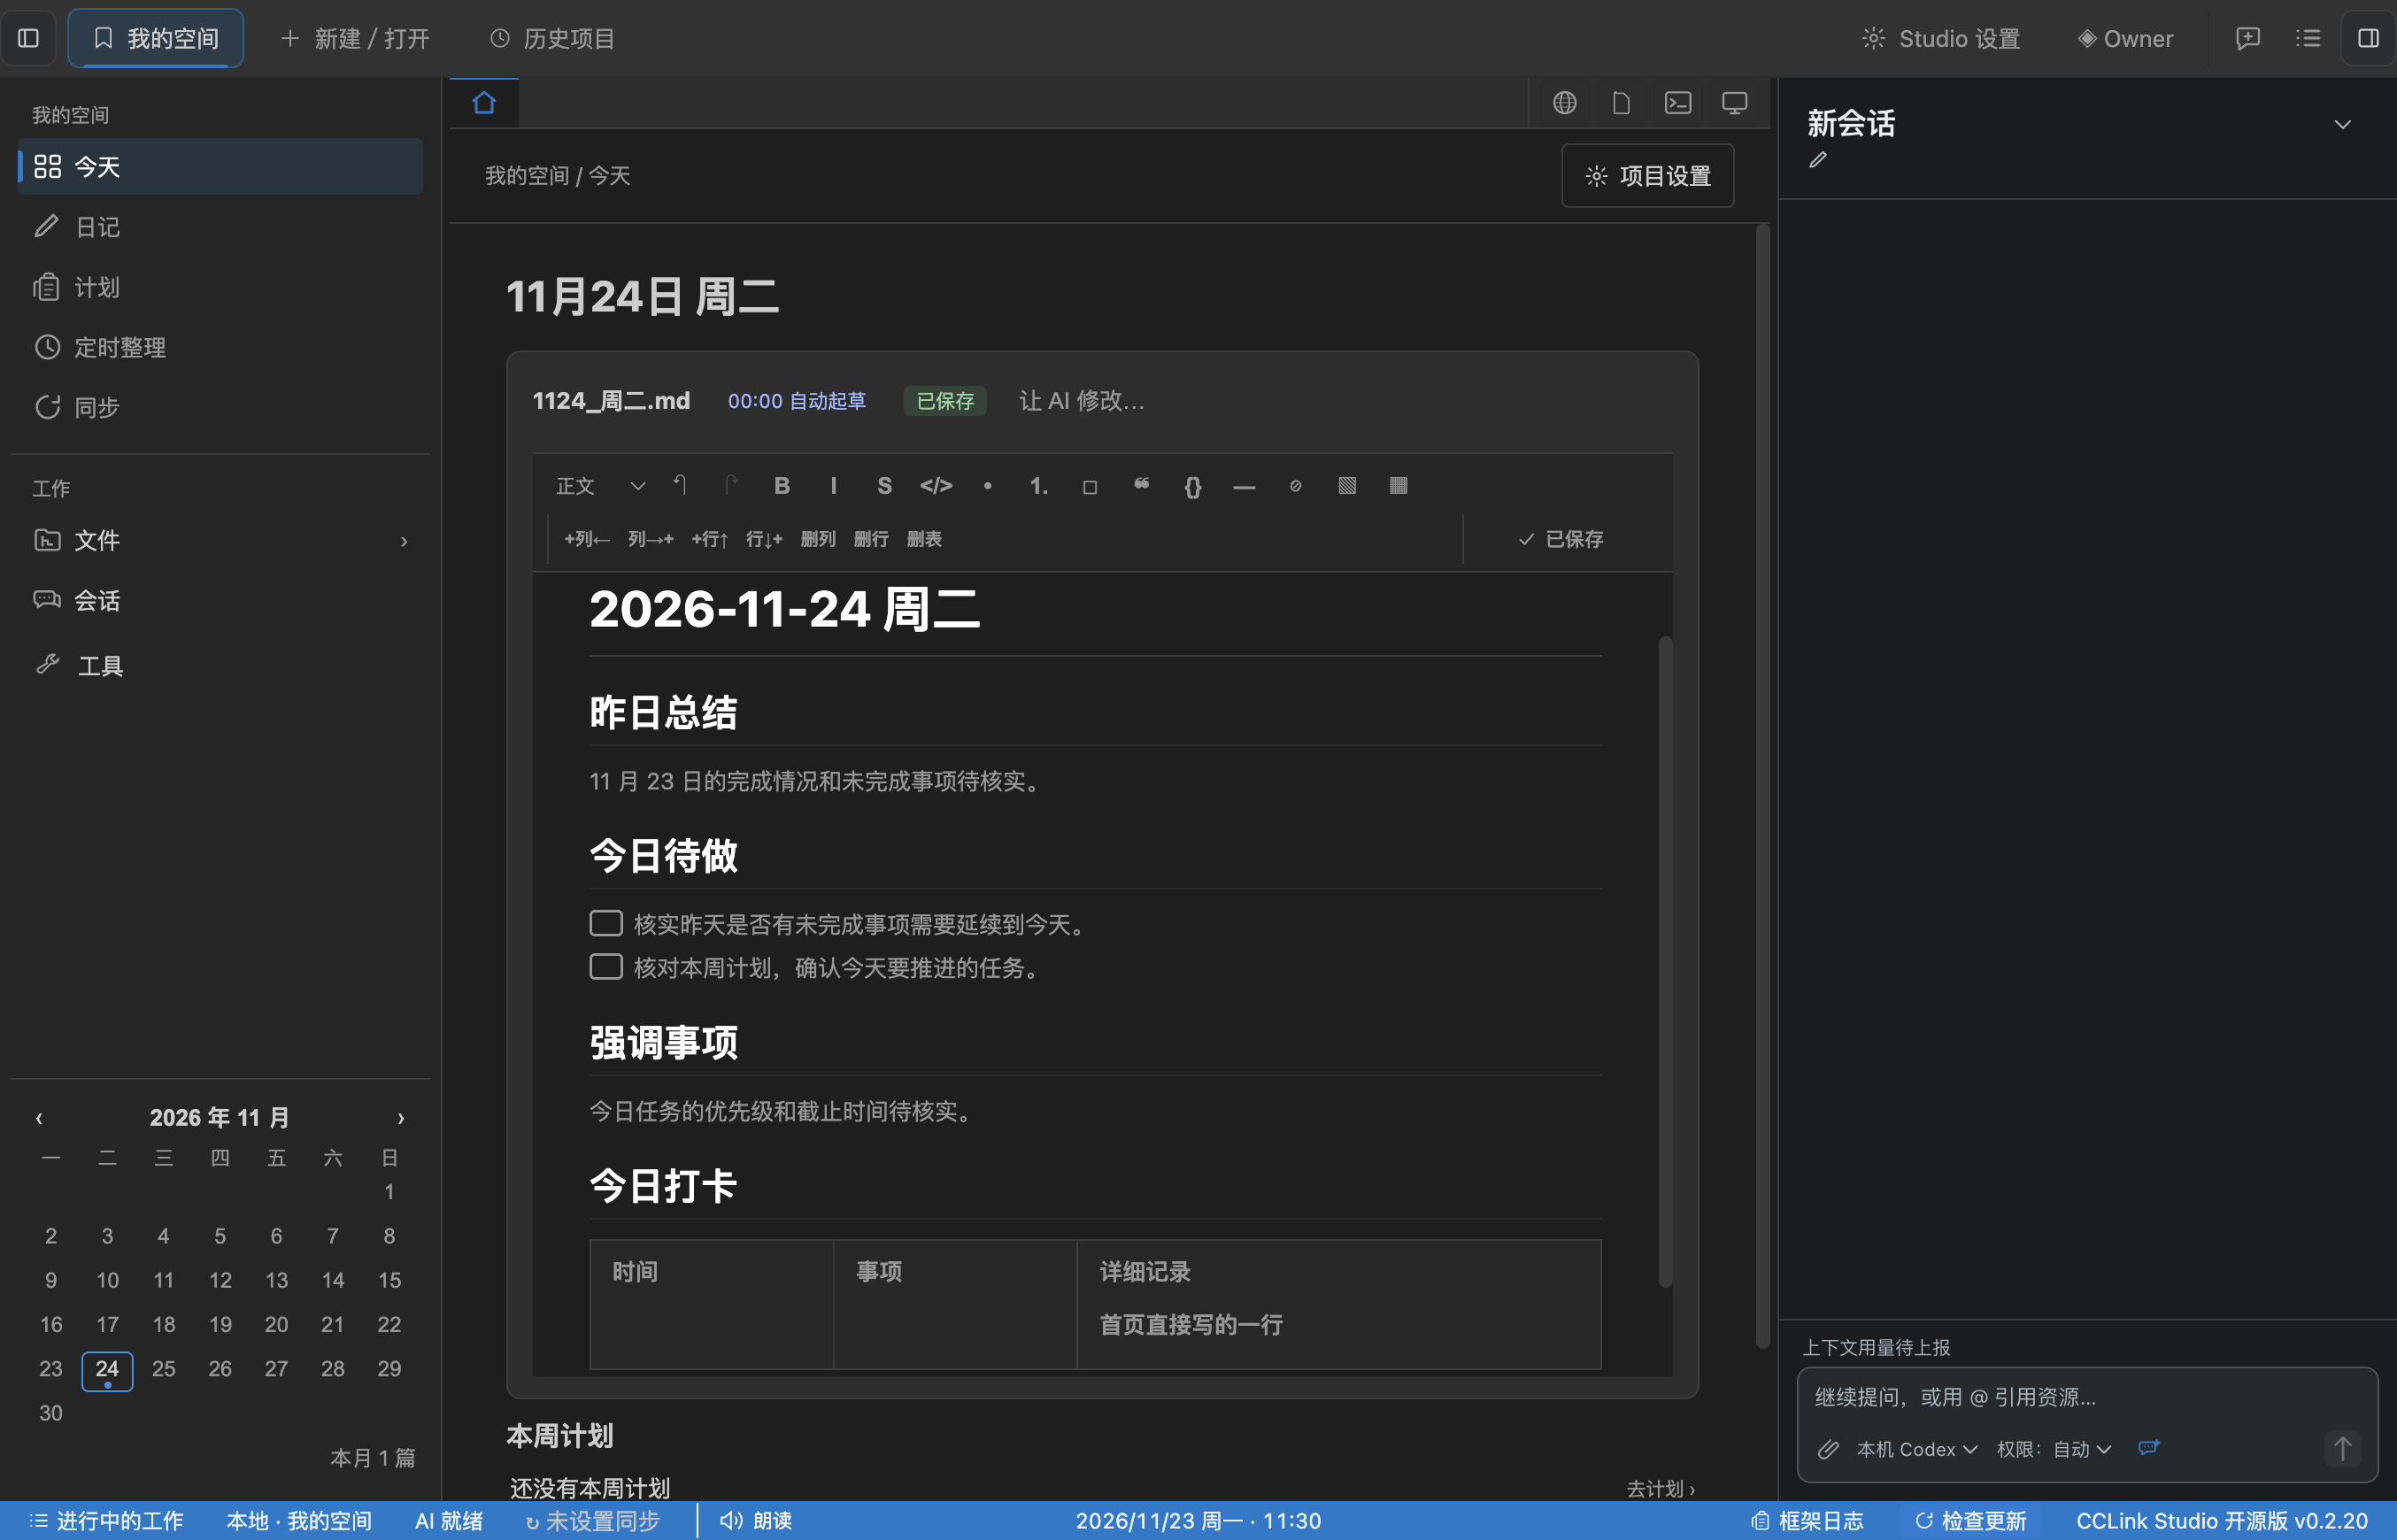 我的空间
新建 / 打开
历史项目
Studio 设置
Owner
我的空间
今天
日记
计划
定时整理
同步
工作
文件
会话
工具
2026 年 11 月
一 二 三 四 五 六 日
1
2 3 4 5 6 7 8
9 10 11 12 13 14 15
16 17 18 19 20 21 22
23 24 25 26 27 28 29
30
本月 1 篇
我的空间 / 今天
项目设置
11月24日 周二
1124_周二.md 00:00 自动起草 已保存 让 AI 修改…
正文 B I S </> • 1. {} —
+列← 列→+ +行↑ 行↓+ 删列 删行 删表 已保存
2026-11-24 周二
昨日总结
11 月 23 日的完成情况和未完成事项待核实。
今日待做
核实昨天是否有未完成事项需要延续到今天。
核对本周计划，确认今天要推进的任务。
强调事项
今日任务的优先级和截止时间待核实。
今日打卡
时间 事项 详细记录
首页直接写的一行
本周计划
还没有本周计划 去计划 ›
新会话
上下文用量待上报
继续提问，或用 @ 引用资源...
本机 Codex 权限：自动
进行中的工作 本地 · 我的空间 AI 就绪 未设置同步 朗读 2026/11/23 周一 · 11:30 框架日志 检查更新 CCLink Studio 开源版 v0.2.20